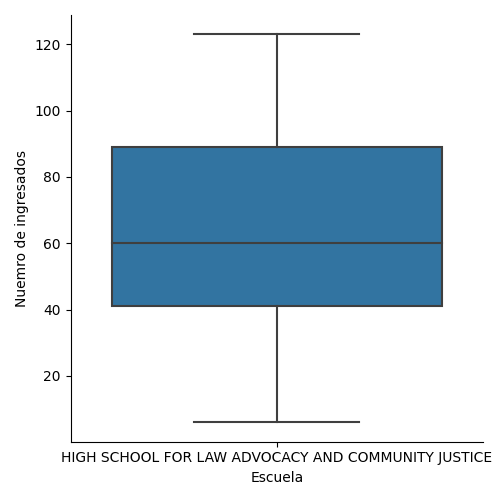 120
100
80
60
40
20
Nuemro de ingresados
HIGH SCHOOL FOR LAW ADVOCACY AND COMMUNITY JUSTICE
Escuela